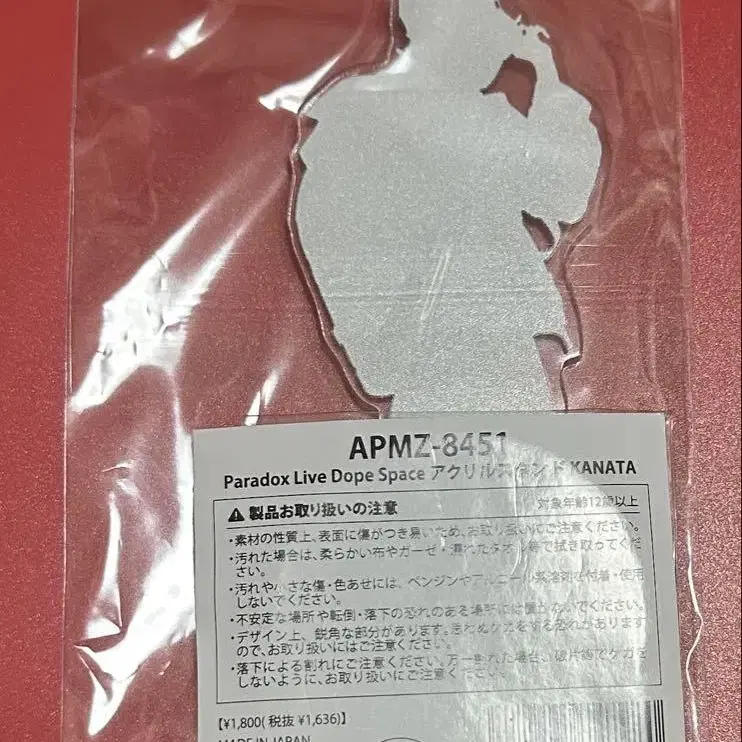 APMZ-8451
Paradox Live Dope Space アクリルスタンド KANATA
製品お取り扱いの注意 対象年齢12歳以上
・素材の性質上、表面に傷がつき易いため、お取り扱いにご注意ください。
・汚れた場合は、柔らかい布やガーゼ・濡れたタオル等で拭き取ってくだ
さい。
・汚れや小さな傷・色あせには、ベンジンやアルコール系溶剤を付着・使用
しないでください。
・不安定な場所や転倒・落下の恐れのある場所には置かないでください。
・デザイン上、鋭角な部分があります。思わぬケガをする恐れがあります
ので、お取り扱いにはご注意ください。
・落下による割れにご注意ください。万一割れた場合、破片等でケガを
しないように、お取り扱いにご注意ください。
【¥1,800(税抜 ¥1,636)】
MADE IN JAPAN